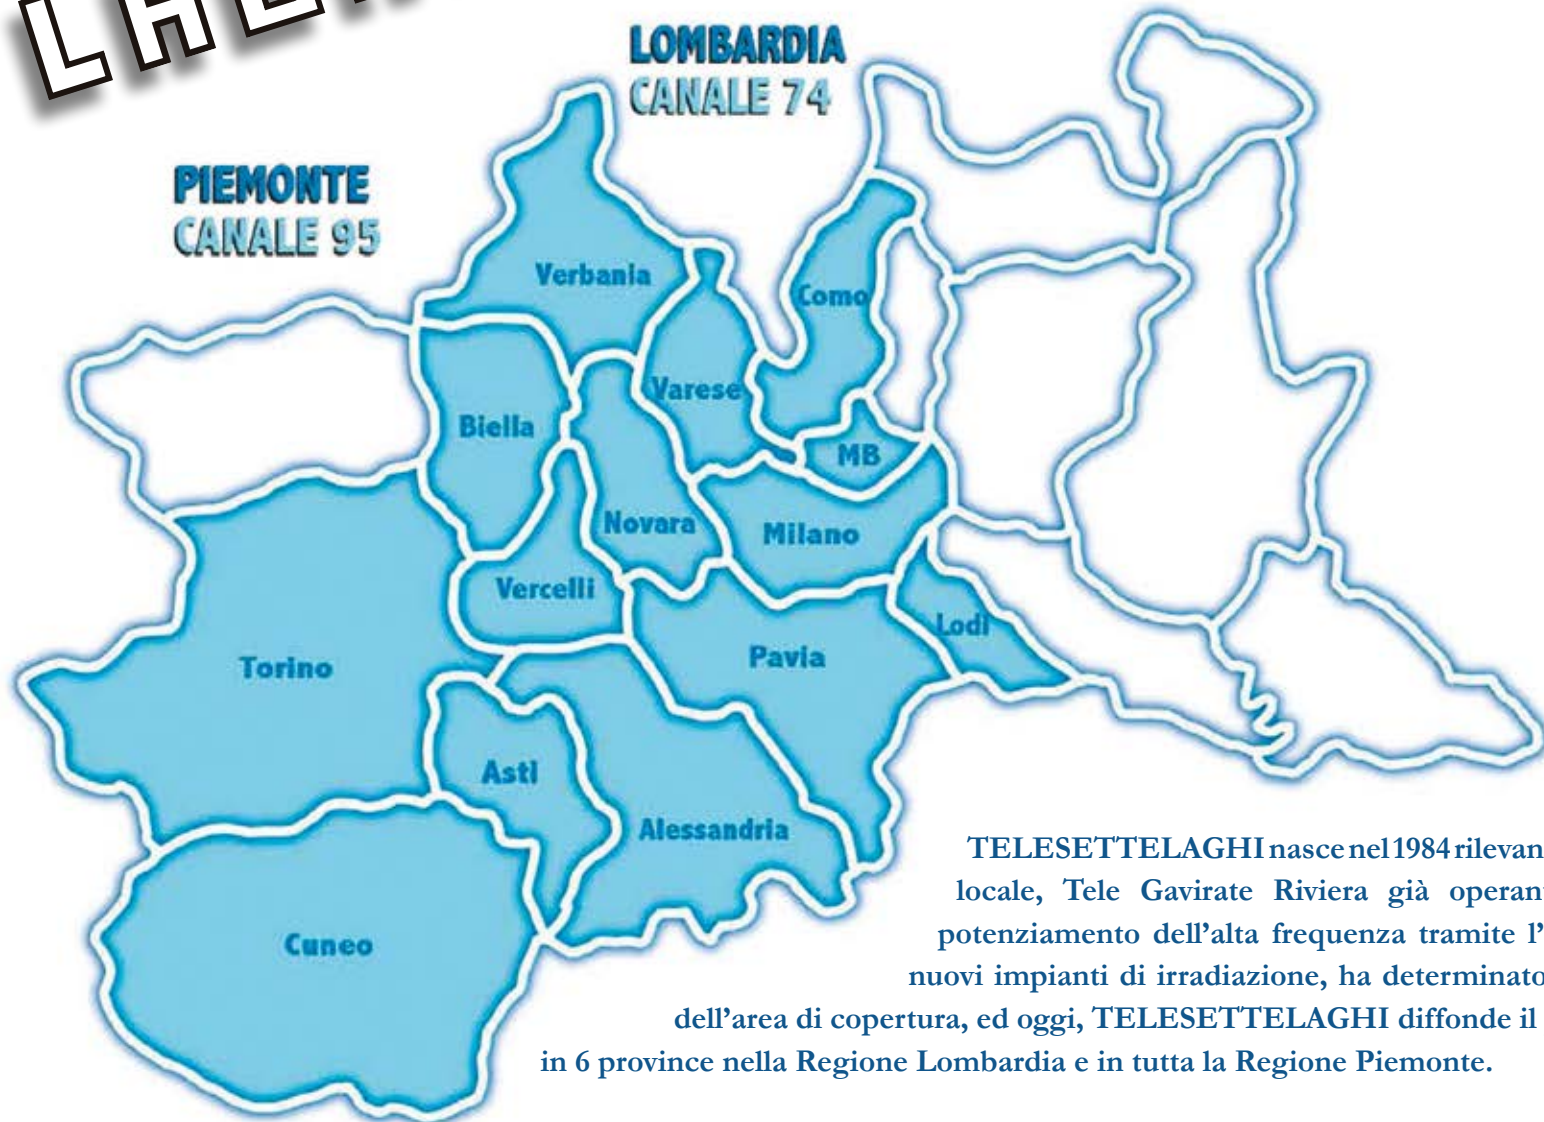 LOMBARDIA
CANALE 74
PIEMONTE
CANALE 95
Verbania
Como
Varese
Biella
MB
Novara
Milano
Vercelli
Lodi
Pavia
Torino
Asti
Alessandria
Cuneo
TELESETTELAGHI nasce nel 1984 rilevan
locale, Tele Gavirate Riviera già operan
potenziamento dell’alta frequenza tramite l’
nuovi impianti di irradiazione, ha determinato
dell’area di copertura, ed oggi, TELESETTELAGHI diffonde il
in 6 province nella Regione Lombardia e in tutta la Regione Piemonte.